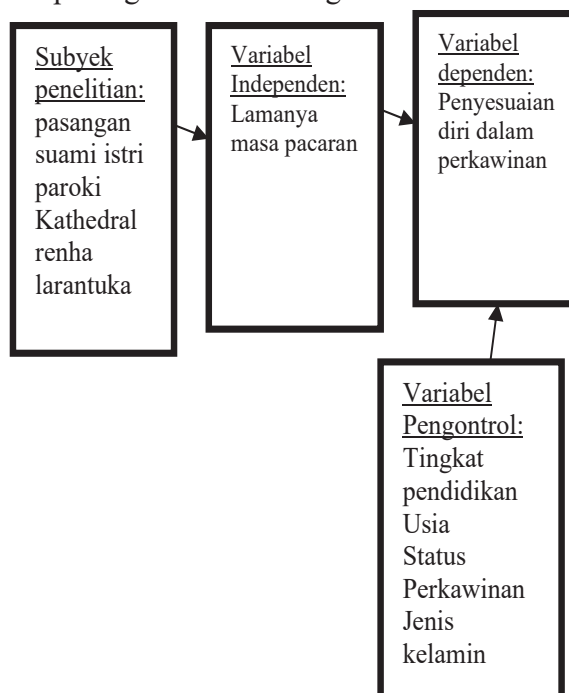 Subyek
penelitian:
pasangan
suami istri
paroki
Kathedral
renha
larantuka
Variabel
Independen:
Lamanya
masa pacaran
Variabel
dependen:
Penyesuaian
diri dalam
perkawinan
Variabel
Pengontrol:
Tingkat
pendidikan
Usia
Status
Perkawinan
Jenis
kelamin